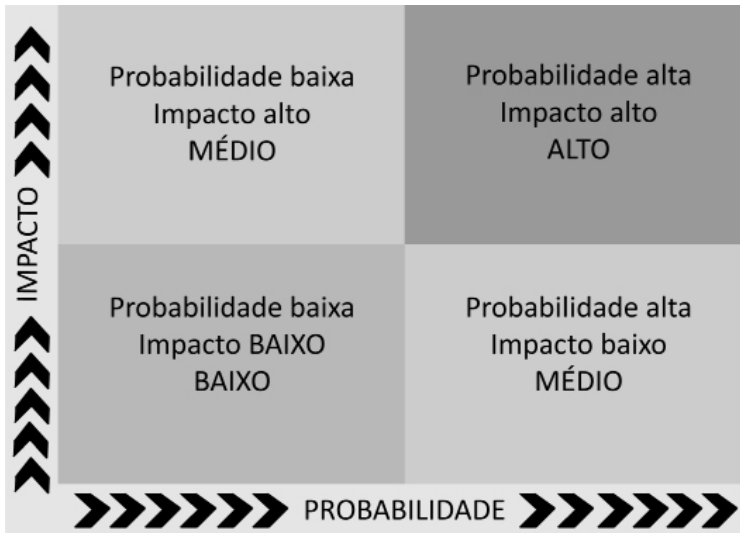 Probabilidade baixa
Impacto alto
MÉDIO
Probabilidade alta
Impacto alto
ALTO
IMPACTO
Probabilidade baixa
Impacto BAIXO
BAIXO
Probabilidade alta
Impacto baixo
MÉDIO
PROBABILIDADE